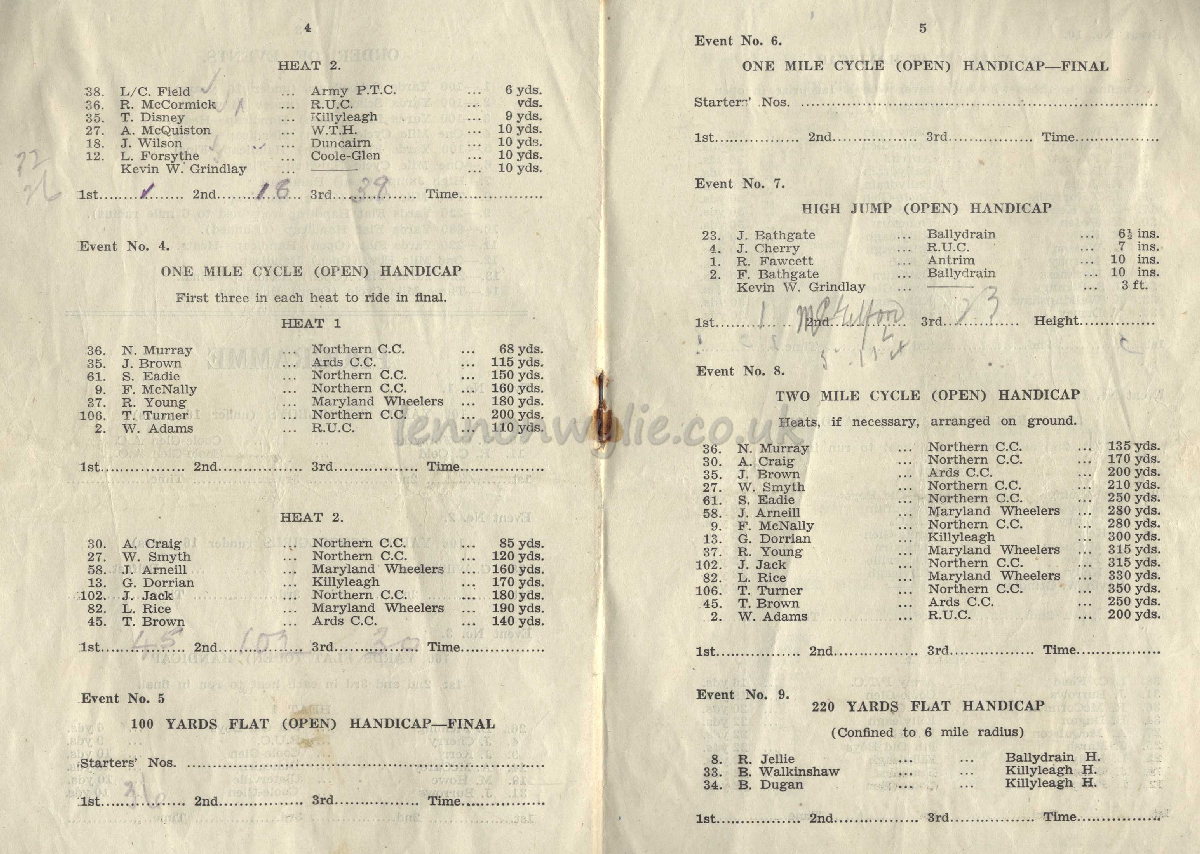 4
HEAT 2.
38. L/C. Field ... Army P.T.C. ... 6 yds.
36. R. McCormick R.U.C. ... yds.
35. T. Disney ... Killyleagh ... 9 yds.
27. A. McQuiston ... W.T.H. ... 10 yds.
18. J. Wilson ... Duncairn ... 10 yds.
12. L. Forsythe ... Coole-Glen ... 10 yds.
Kevin W. Grindlay ... ——— ... 10 yds.
1st............... 2nd....18.... 3rd....39.... Time................
Event No. 4.
ONE MILE CYCLE (OPEN) HANDICAP
First three in each heat to ride in final.
HEAT 1
36. N. Murray ... Northern C.C. ... 68 yds.
35. J. Brown ... Ards C.C. ... 115 yds.
61. S. Eadie ... Northern C.C. ... 150 yds.
9. F. McNally ... Northern C.C. ... 160 yds.
37. R. Young ... Maryland Wheelers ... 180 yds.
106. T. Turner ... Northern C.C. ... 200 yds.
2. W. Adams ... R.U.C. ... 110 yds.
1st............... 2nd............... 3rd............... Time................
HEAT 2.
30. A. Craig ... Northern C.C. ... 85 yds.
27. W. Smyth ... Northern C.C. ... 120 yds.
58. J. Arneill ... Maryland Wheelers ... 160 yds.
13. G. Dorrian ... Killyleagh ... 170 yds.
102. J. Jack ... Northern C.C. ... 180 yds.
82. L. Rice ... Maryland Wheelers ... 190 yds.
45. T. Brown ... Ards C.C. ... 140 yds.
1st....45.... 2nd....102.... 3rd....30.... Time................
Event No. 5
100 YARDS FLAT (OPEN) HANDICAP—FINAL
Starters' Nos. ................................................
1st....36.... 2nd............... 3rd............... Time................
5
Event No. 6.
ONE MILE CYCLE (OPEN) HANDICAP—FINAL
Starters' Nos. ................................................
1st............... 2nd............... 3rd............... Time................
Event No. 7.
HIGH JUMP (OPEN) HANDICAP
23. J. Bathgate ... Ballydrain ... 6½ ins.
4. J. Cherry ... R.U.C. ... 7 ins.
1. R. Fawcett ... Antrim ... 10 ins.
2. F. Bathgate ... Ballydrain ... 10 ins.
Kevin W. Grindlay ... ——— ... 3 ft.
1st............... 2nd............... 3rd....23.... Height..............
Event No. 8.
TWO MILE CYCLE (OPEN) HANDICAP
Heats, if necessary, arranged on ground.
36. N. Murray ... Northern C.C. ... 135 yds.
30. A. Craig ... Northern C.C. ... 170 yds.
35. J. Brown ... Ards C.C. ... 200 yds.
27. W. Smyth ... Northern C.C. ... 210 yds.
61. S. Eadie ... Northern C.C. ... 250 yds.
58. J. Arneill ... Maryland Wheelers ... 280 yds.
9. F. McNally ... Northern C.C. ... 280 yds.
13. G. Dorrian ... Killyleagh ... 300 yds.
37. R. Young ... Maryland Wheelers ... 315 yds.
102. J. Jack ... Northern C.C. ... 315 yds.
82. L. Rice ... Maryland Wheelers ... 330 yds.
106. T. Turner ... Northern C.C. ... 350 yds.
45. T. Brown ... Ards C.C. ... 250 yds.
2. W. Adams ... R.U.C. ... 200 yds.
1st............... 2nd............... 3rd............... Time................
Event No. 9.
220 YARDS FLAT HANDICAP
(Confined to 6 mile radius)
8. R. Jellie ... ... Ballydrain H.
33. B. Walkinshaw ... ... Killyleagh H.
34. B. Dugan ... ... Killyleagh H.
1st............... 2nd............... 3rd............... Time................
lennonwylie.co.uk